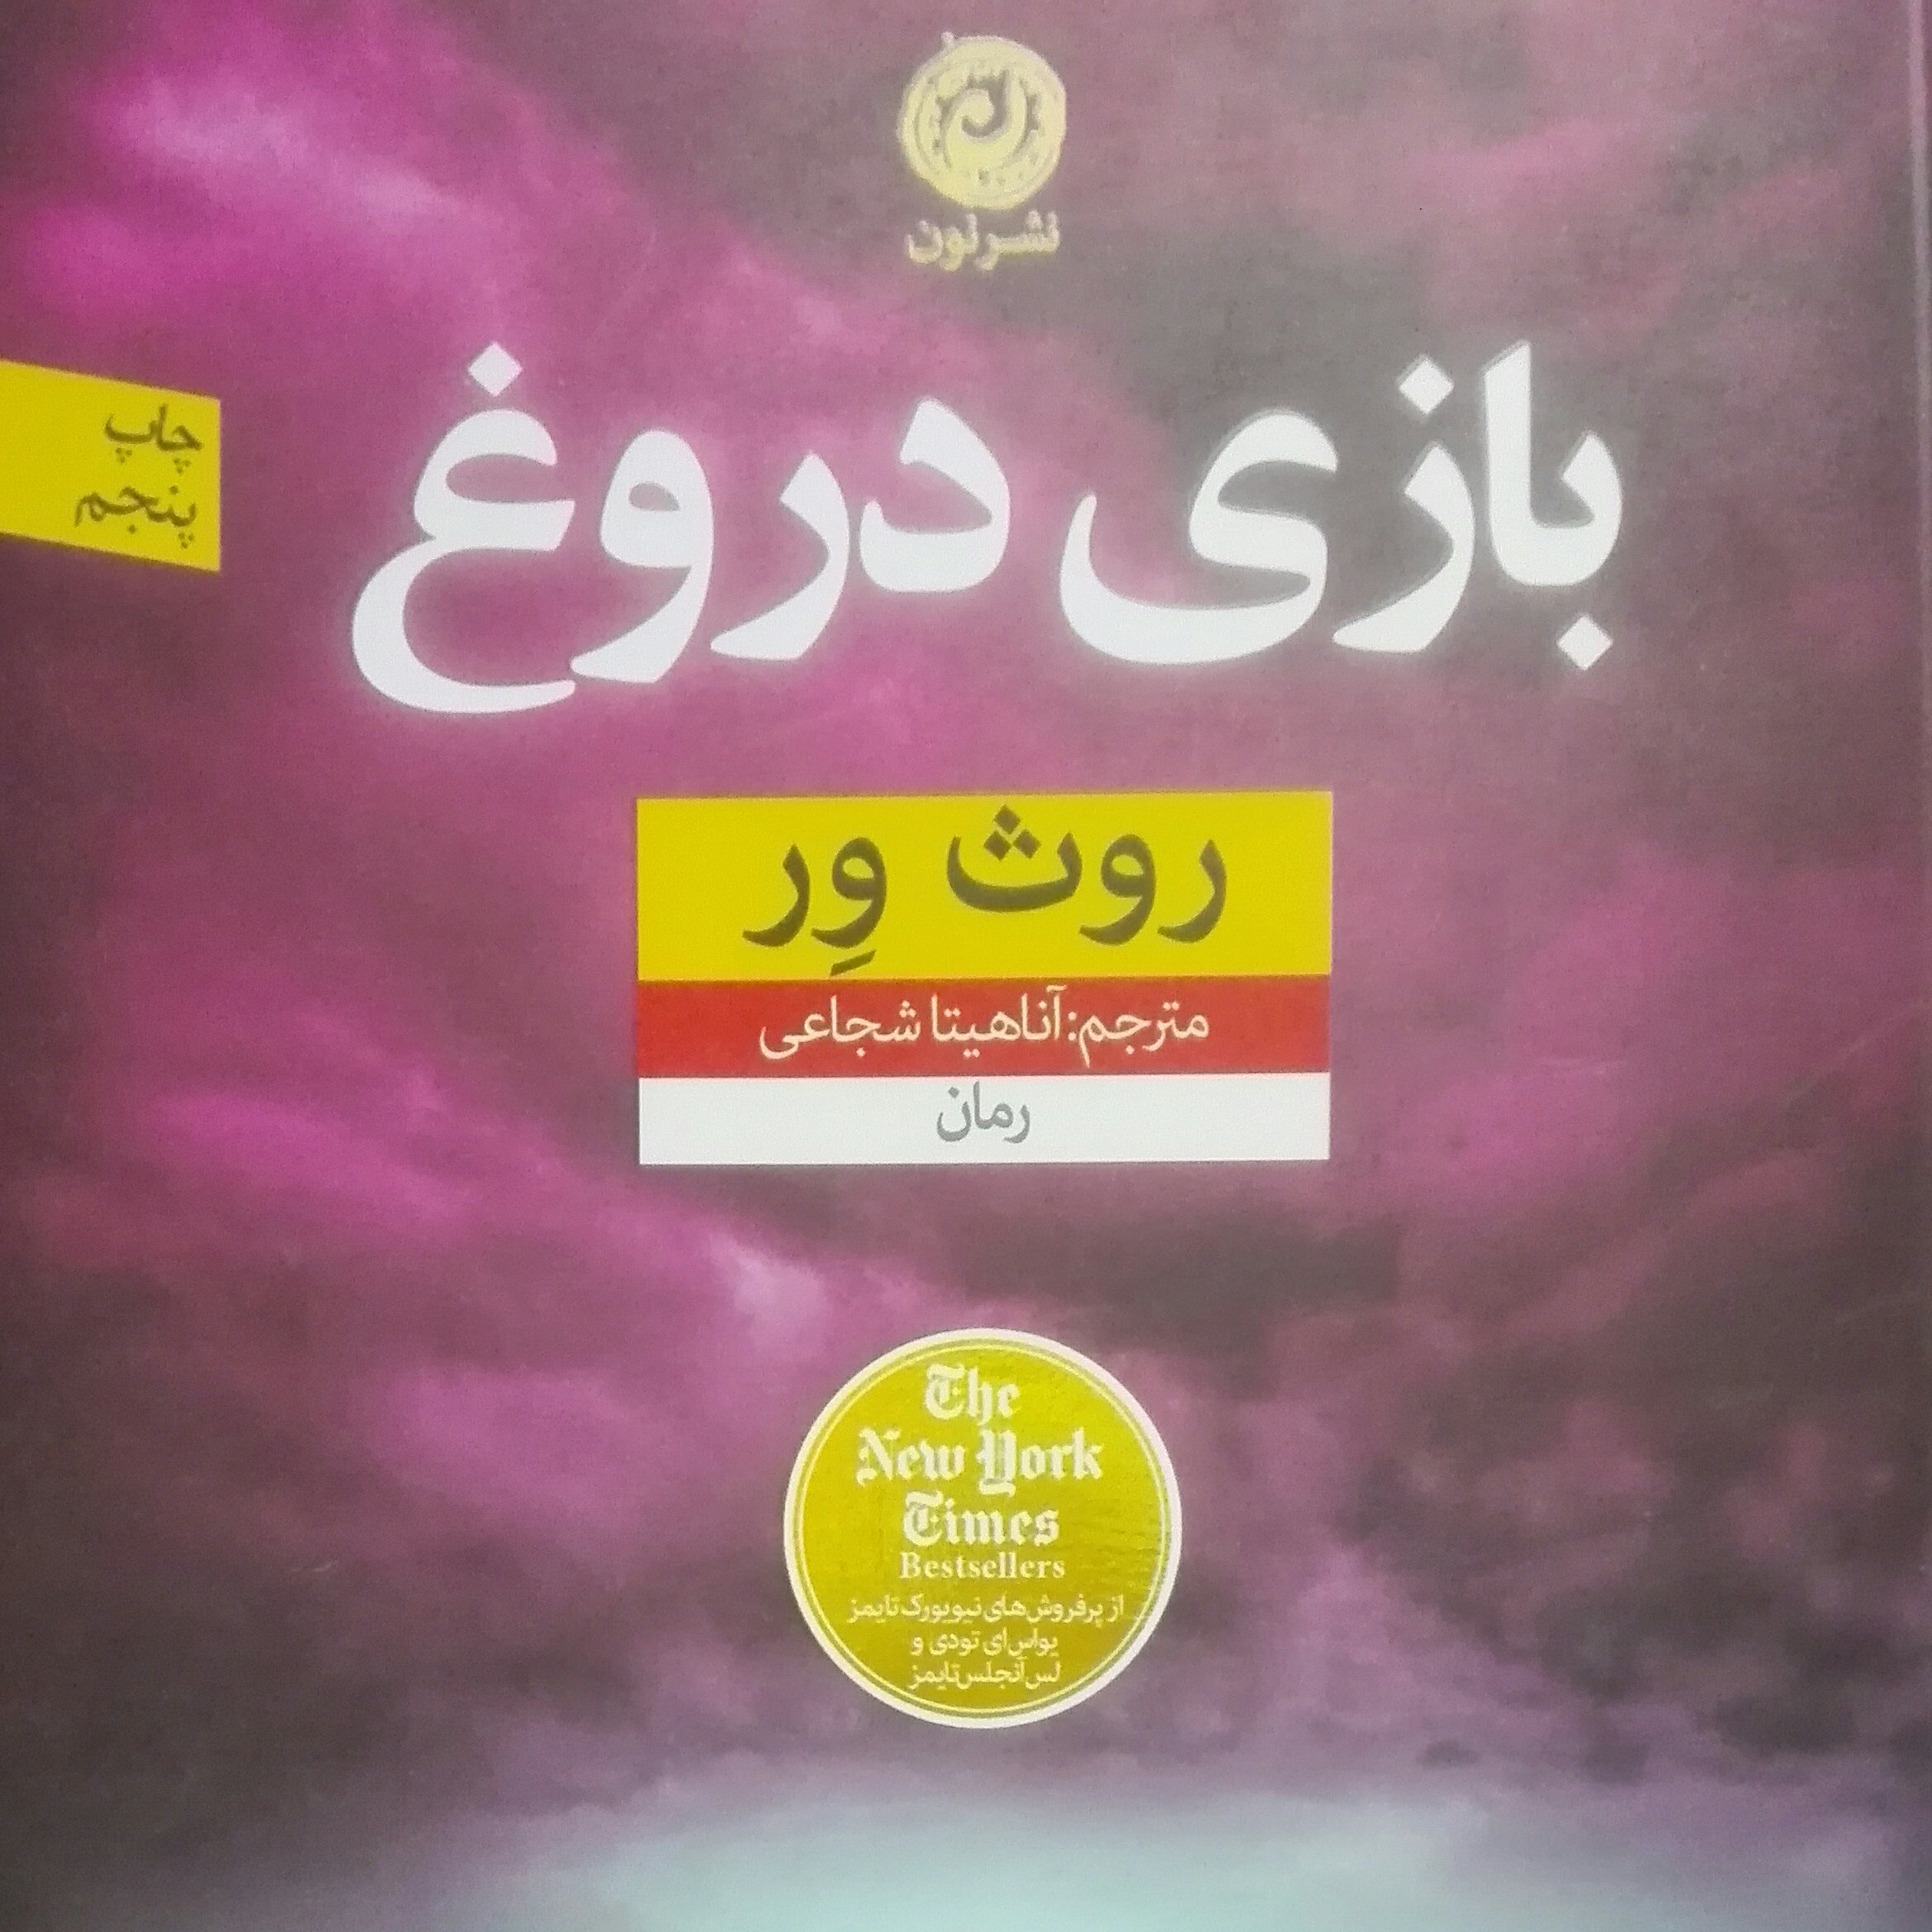 نشر نون
بازی دروغ
چاپ
پنجم
روث وِر
مترجم: آناهیتا شجاعی
رمان
The
New York
Times
Bestsellers
از پرفروش‌های نیویورک‌تایمز
یواس‌ای تودی و
لس‌آنجلس‌تایمز